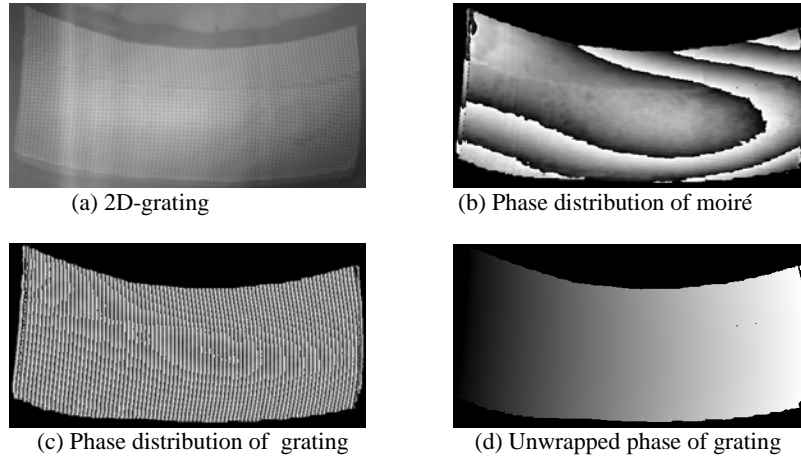 (a) 2D-grating
(b) Phase distribution of moiré
(c) Phase distribution of grating
(d) Unwrapped phase of grating